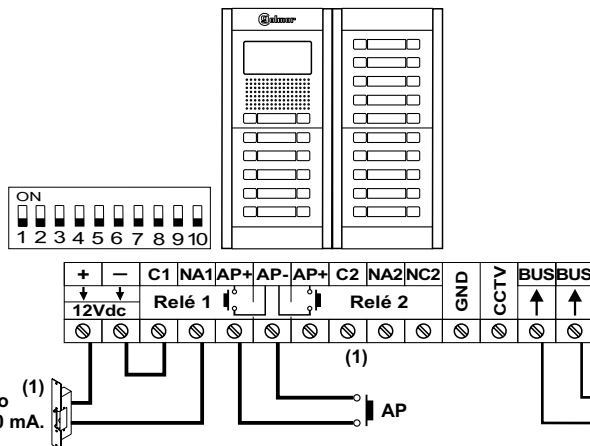 golmar
ON
1 2 3 4 5 6 7 8 9 10
+ – C1 NA1 AP+ AP- AP+ C2 NA2 NC2 GND CCTV BUS BUS
12Vdc Relé 1 Relé 2
(1)
(1)
o
0 mA.
AP